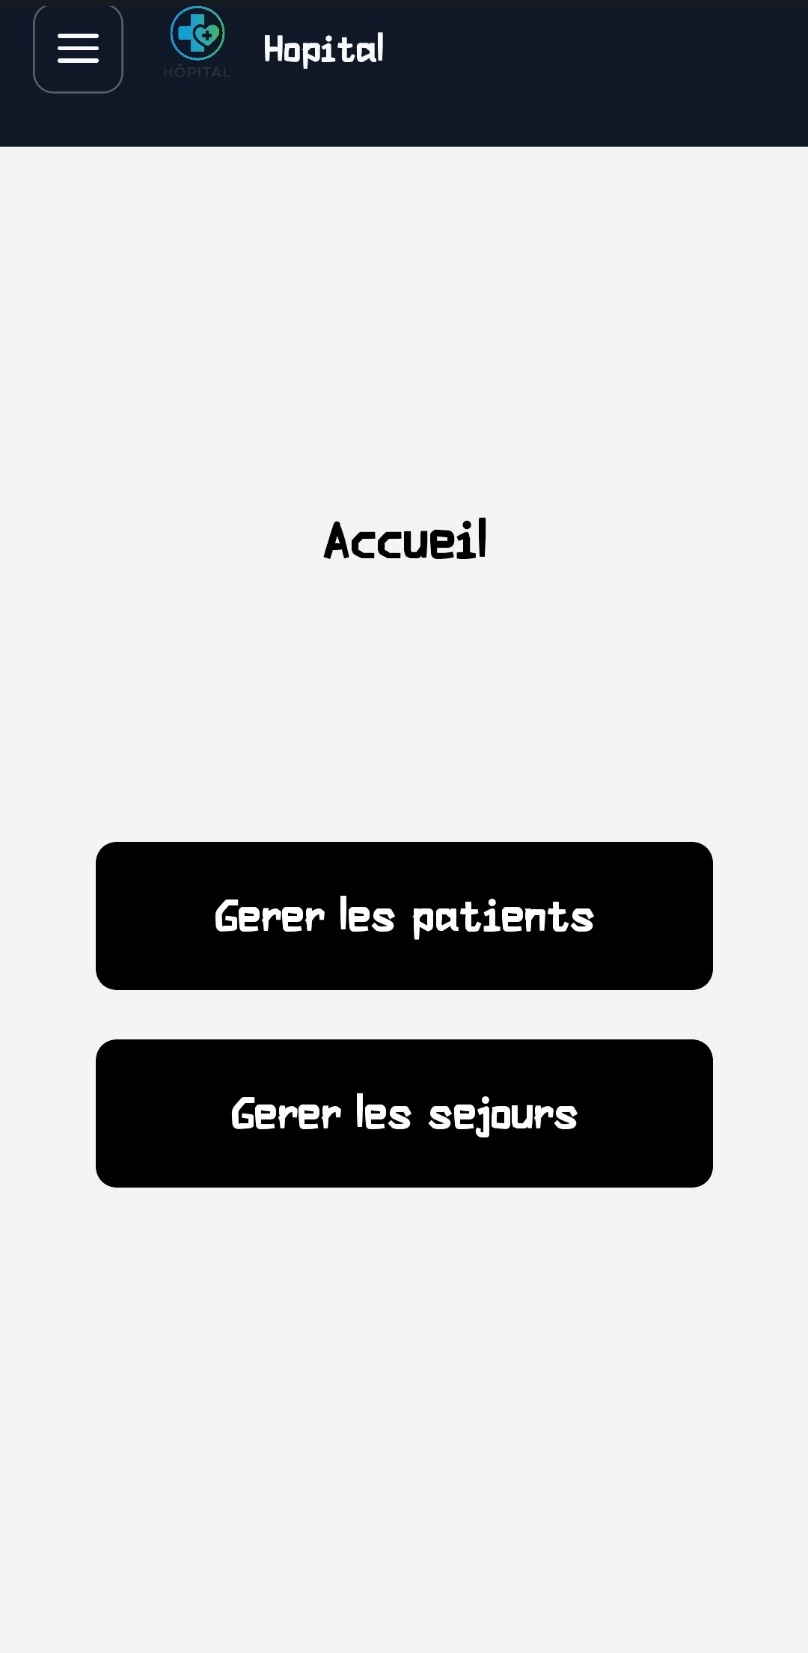 HÔPITAL
Hopital
Accueil
Gerer les patients
Gerer les sejours